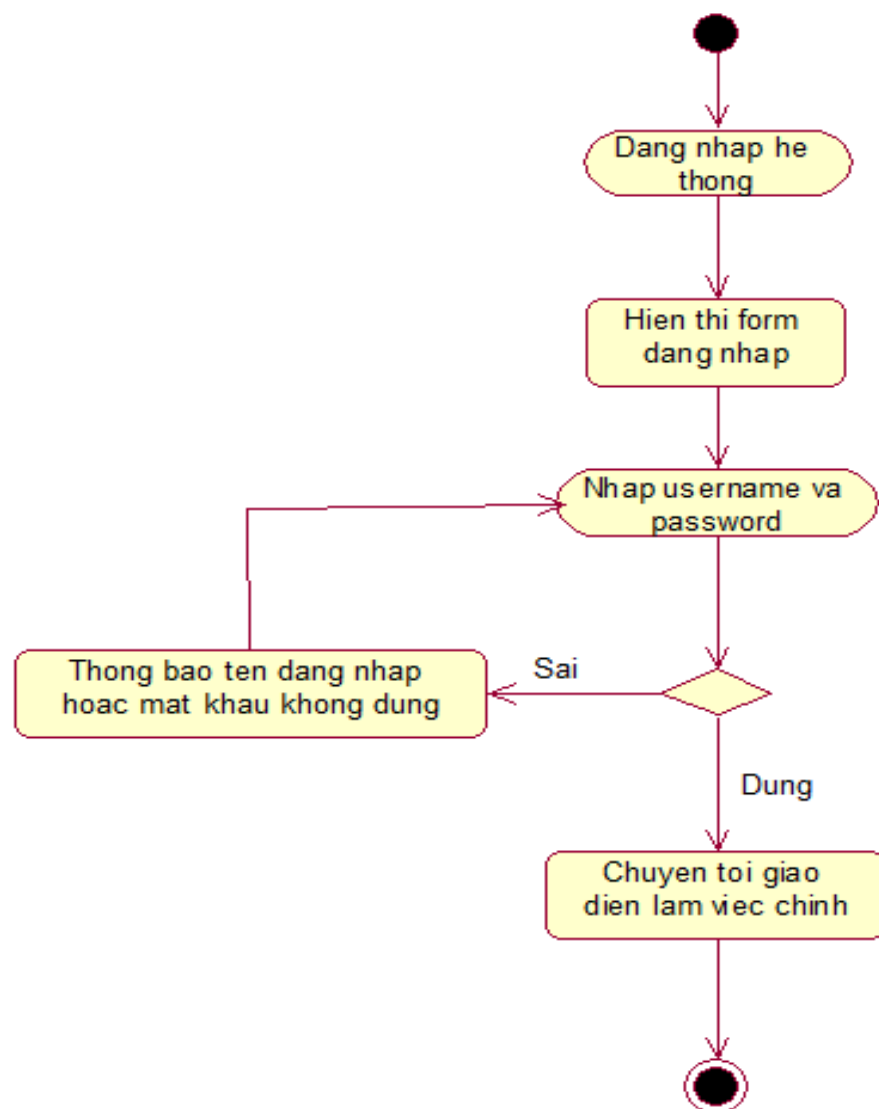 Dang nhap he
thong
Hien thi form
dang nhap
Nhap username va
password
Thong bao ten dang nhap
hoac mat khau khong dung
Sai
Dung
Chuyen toi giao
dien lam viec chinh